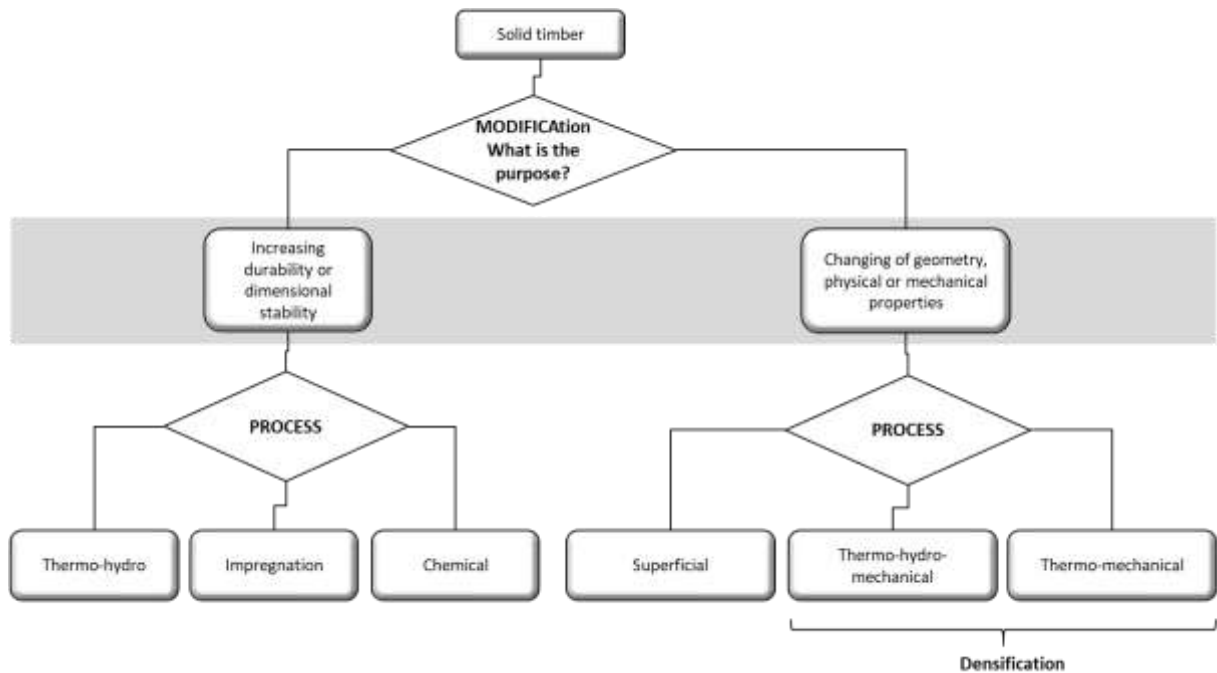 Solid timber
MODIFICAtion
What is the
purpose?
Increasing
durability or
dimensional
stability
Changing of geometry,
physical or mechanical
properties
PROCESS
PROCESS
Thermo-hydro
Impregnation
Chemical
Superficial
Thermo-hydro-
mechanical
Thermo-mechanical
Densification